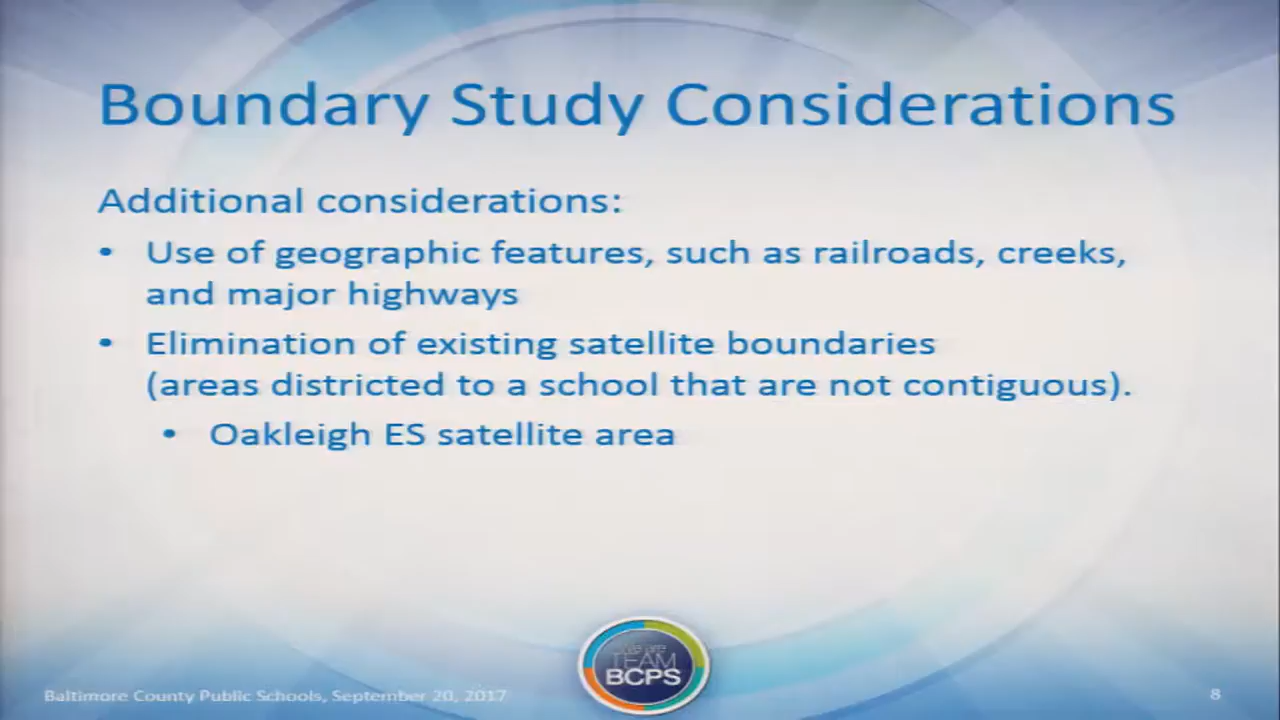 Boundary Study Considerations
Additional considerations:
• Use of geographic features, such as railroads, creeks,
and major highways
• Elimination of existing satellite boundaries
(areas districted to a school that are not contiguous).
• Oakleigh ES satellite area
We are
TEAM
BCPS
Baltimore County Public Schools, September 20, 2017
8